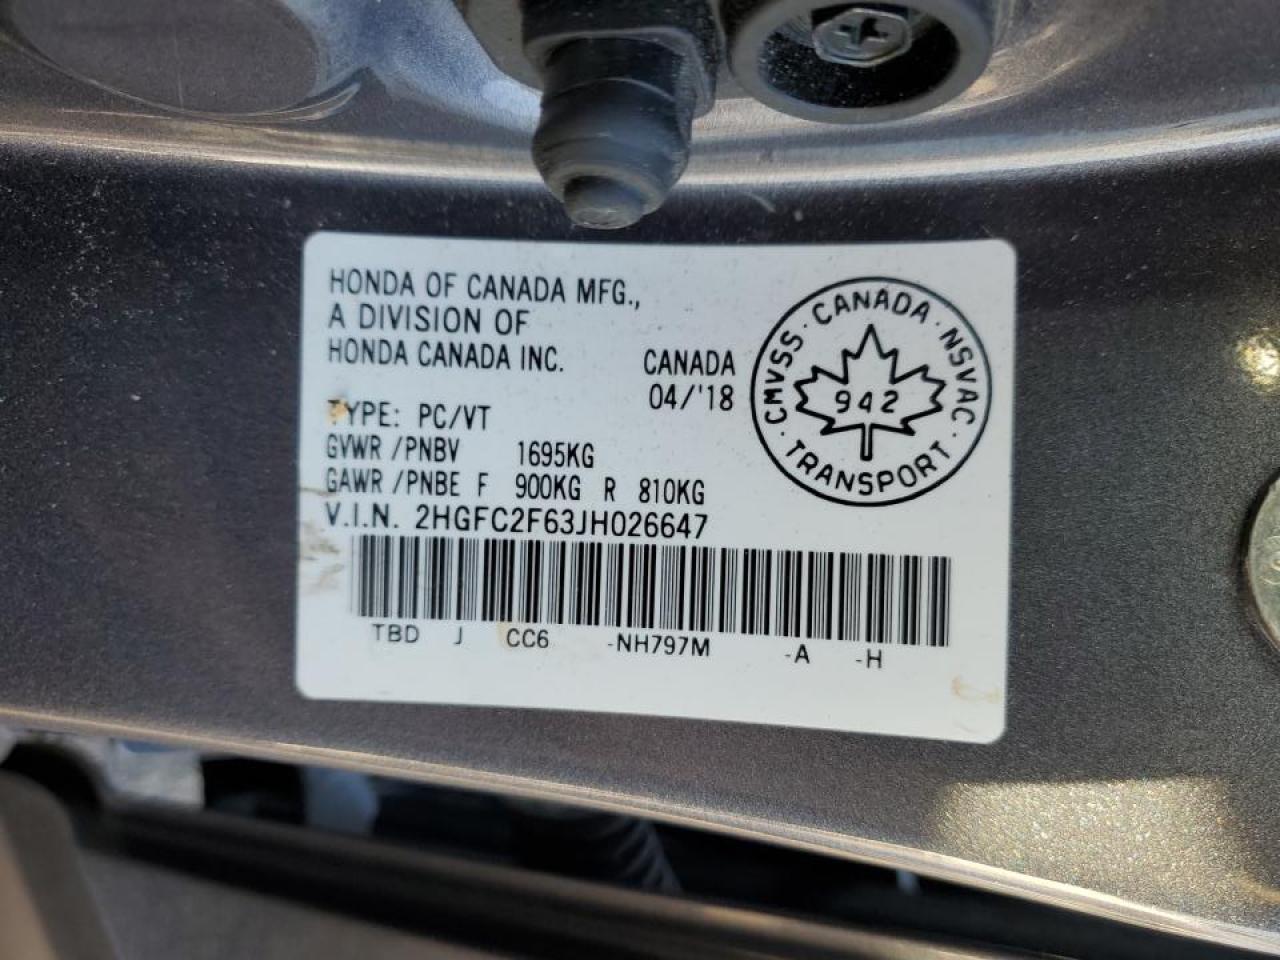 HONDA OF CANADA MFG.,
A DIVISION OF
HONDA CANADA INC.
CANADA
04/'18
TYPE: PC/VT
GVWR /PNBV 1695KG
GAWR /PNBE F 900KG R 810KG
V.I.N. 2HGFC2F63JH026647
TBD J CC6 -NH797M -A -H
CMVSS · CANADA · NSVAC · TRANSPORT ·
942